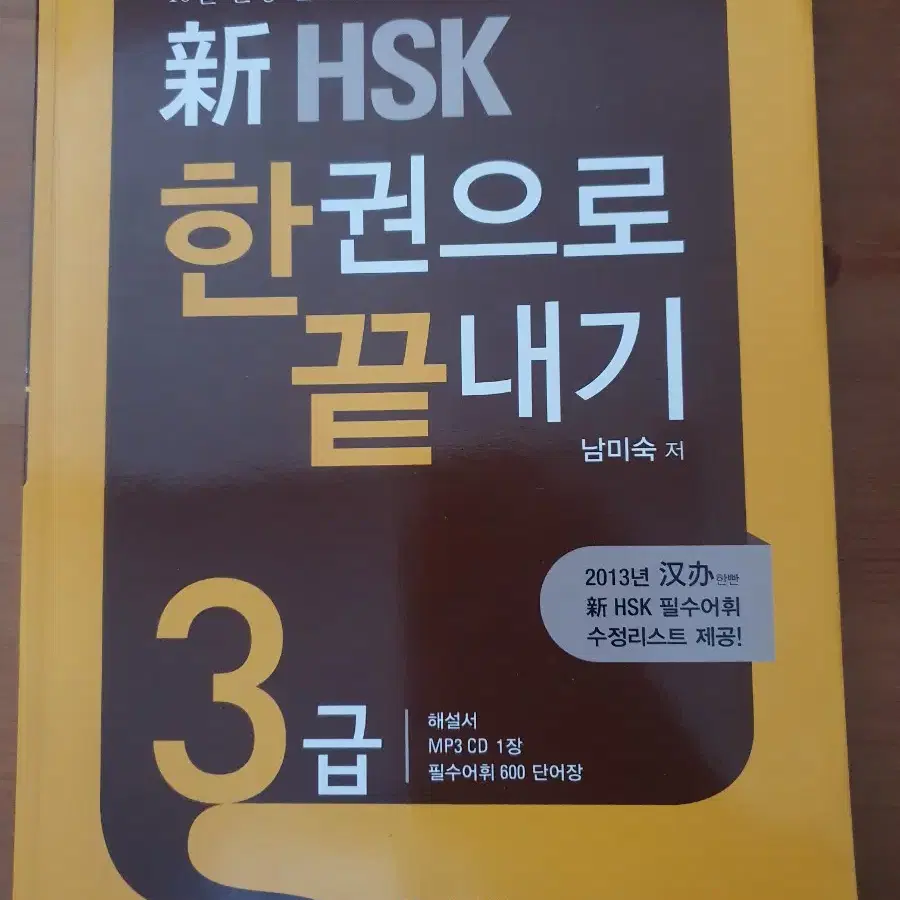 新 HSK
한권으로
끝내기
남미숙 저
2013년 汉办한빤
新 HSK 필수어휘
수정리스트 제공!
3급
해설서
MP3 CD 1장
필수어휘 600 단어장